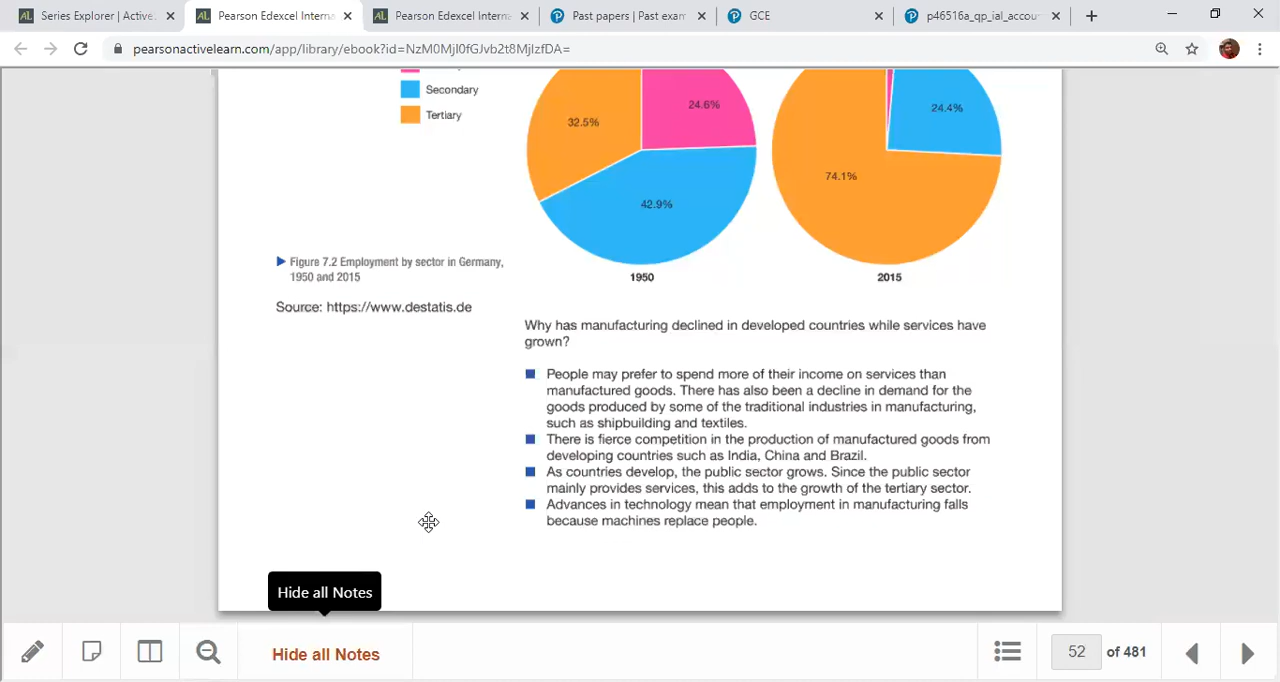 Series Explorer | Active
Pearson Edexcel Interna
Pearson Edexcel Interna
Past papers | Past exam
GCE
p46516a_qp_ial_accou
pearsonactivelearn.com/app/library/ebook?id=NzM0MjI0fGJvb2t8MjIzfDA=
Secondary
Tertiary
24.6%
32.5%
42.9%
24.4%
74.1%
1950
2015
Figure 7.2 Employment by sector in Germany,
1950 and 2015
Source: https://www.destatis.de
Why has manufacturing declined in developed countries while services have
grown?
People may prefer to spend more of their income on services than
manufactured goods. There has also been a decline in demand for the
goods produced by some of the traditional industries in manufacturing,
such as shipbuilding and textiles.
There is fierce competition in the production of manufactured goods from
developing countries such as India, China and Brazil.
As countries develop, the public sector grows. Since the public sector
mainly provides services, this adds to the growth of the tertiary sector.
Advances in technology mean that employment in manufacturing falls
because machines replace people.
Hide all Notes
Hide all Notes
52 of 481